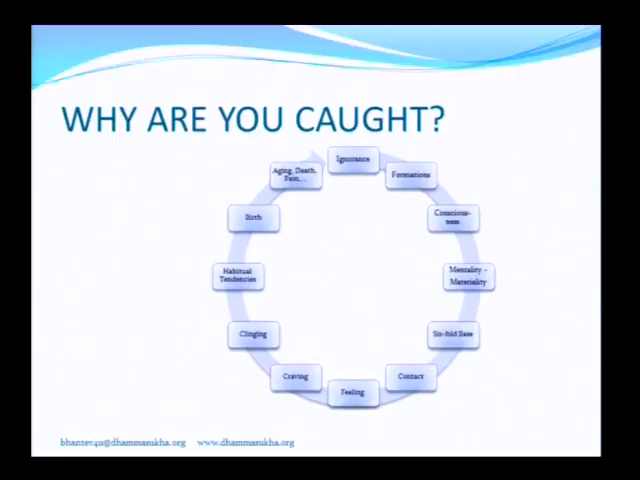 WHY ARE YOU CAUGHT?
Ignorance
Formations
Conscious-
ness
Mentality -
Materiality
Six-fold Base
Contact
Feeling
Craving
Clinging
Habitual
Tendencies
Birth
Aging, Death,
Pain,...
bhantev4u@dhammasukha.org www.dhammasukha.org